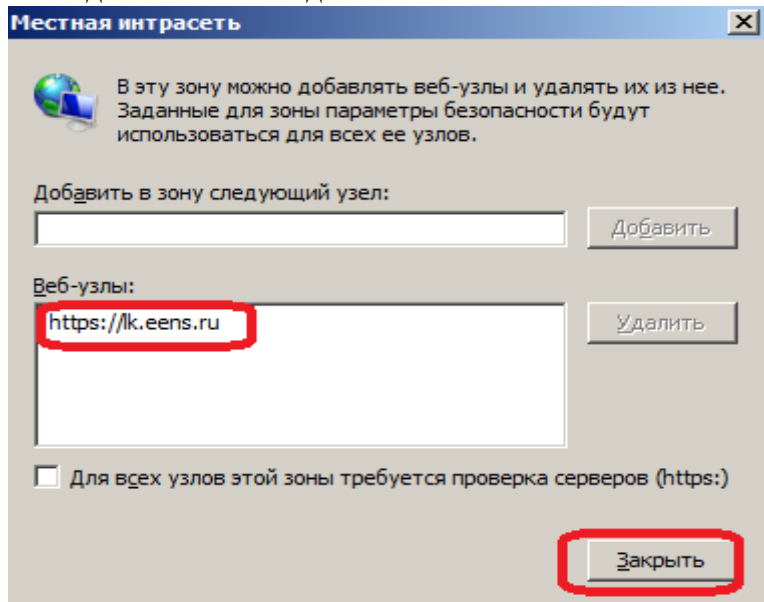 Местная интрасеть
В эту зону можно добавлять веб-узлы и удалять их из нее.
Заданные для зоны параметры безопасности будут
использоваться для всех ее узлов.
Добавить в зону следующий узел:
Добавить
Веб-узлы:
https://lk.eens.ru
Удалить
Для всех узлов этой зоны требуется проверка серверов (https:)
Закрыть